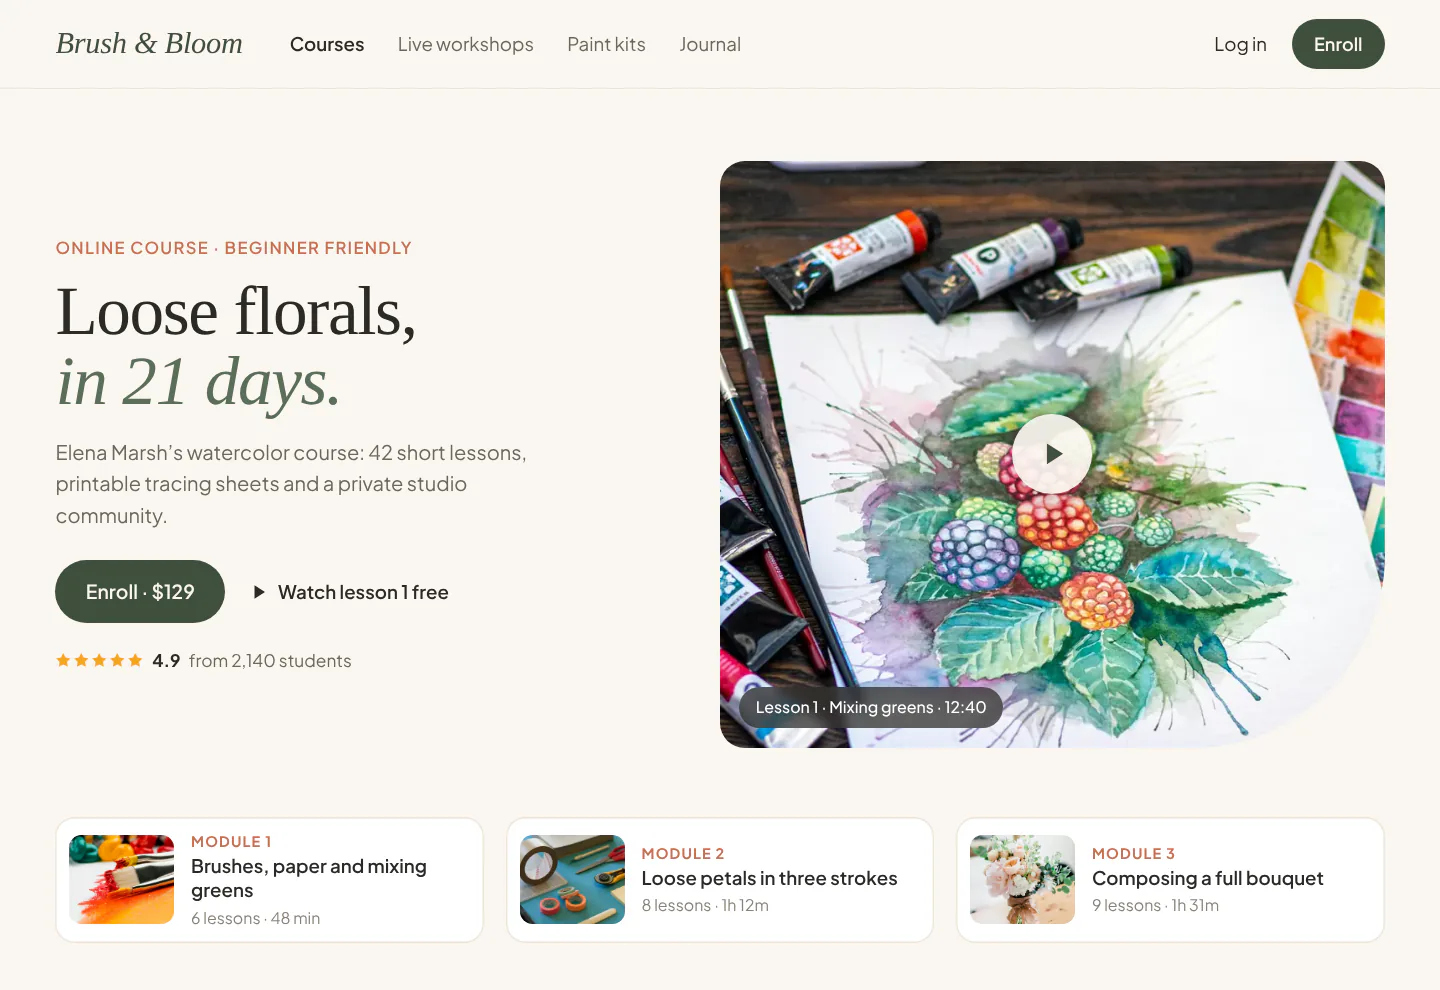 Brush & Bloom
Courses
Live workshops
Paint kits
Journal
Log in
Enroll
ONLINE COURSE · BEGINNER FRIENDLY
Loose florals,
in 21 days.
Elena Marsh’s watercolor course: 42 short lessons,
printable tracing sheets and a private studio
community.
Enroll · $129
Watch lesson 1 free
4.9 from 2,140 students
Lesson 1 · Mixing greens · 12:40
MODULE 1
Brushes, paper and mixing
greens
6 lessons · 48 min
MODULE 2
Loose petals in three strokes
8 lessons · 1h 12m
MODULE 3
Composing a full bouquet
9 lessons · 1h 31m